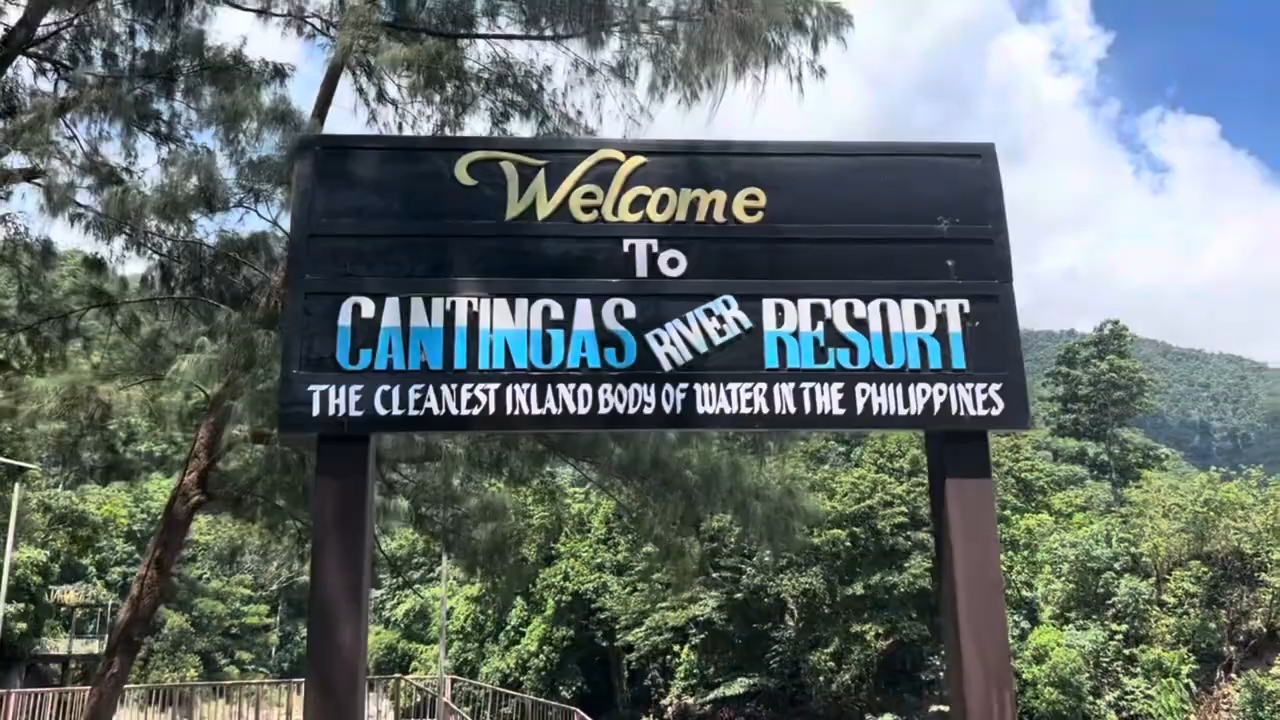 Welcome
To
CANTINGAS RIVER RESORT
THE CLEANEST INLAND BODY OF WATER IN THE PHILIPPINES